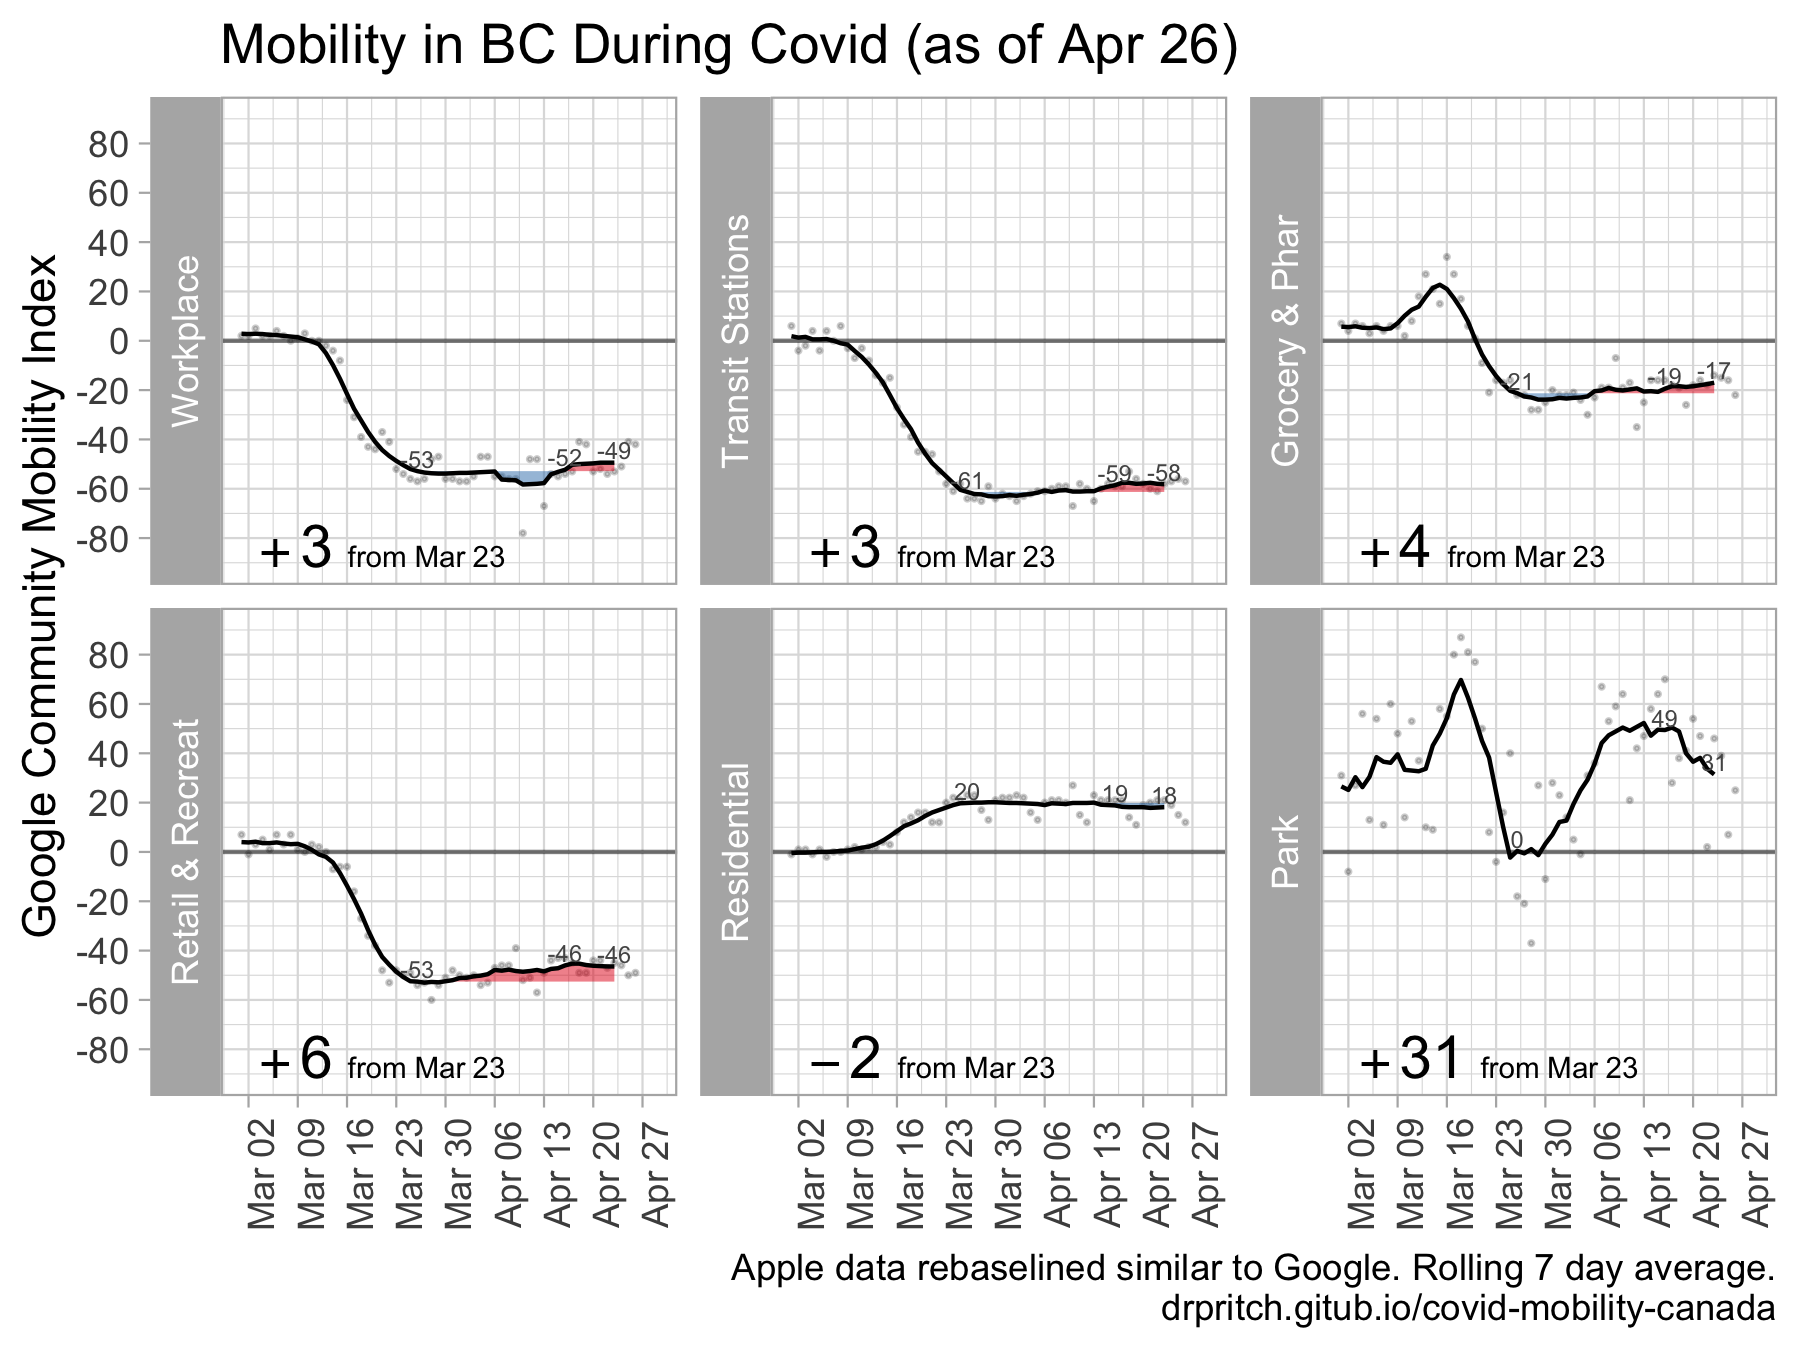 Mobility in BC During Covid (as of Apr 26)
Google Community Mobility Index
80
60
40
20
0
-20
-40
-60
-80
Workplace
-53
-52
-49
+3 from Mar 23
Transit Stations
-61
-59
-58
+3 from Mar 23
Grocery & Phar
-21
-19
-17
+4 from Mar 23
80
60
40
20
0
-20
-40
-60
-80
Retail & Recreat
-53
-46
-46
+6 from Mar 23
Residential
20
19
18
−2 from Mar 23
Park
0
49
31
+31 from Mar 23
Mar 02
Mar 09
Mar 16
Mar 23
Mar 30
Apr 06
Apr 13
Apr 20
Apr 27
Mar 02
Mar 09
Mar 16
Mar 23
Mar 30
Apr 06
Apr 13
Apr 20
Apr 27
Mar 02
Mar 09
Mar 16
Mar 23
Mar 30
Apr 06
Apr 13
Apr 20
Apr 27
Apple data rebaselined similar to Google. Rolling 7 day average.
drpritch.gitub.io/covid-mobility-canada